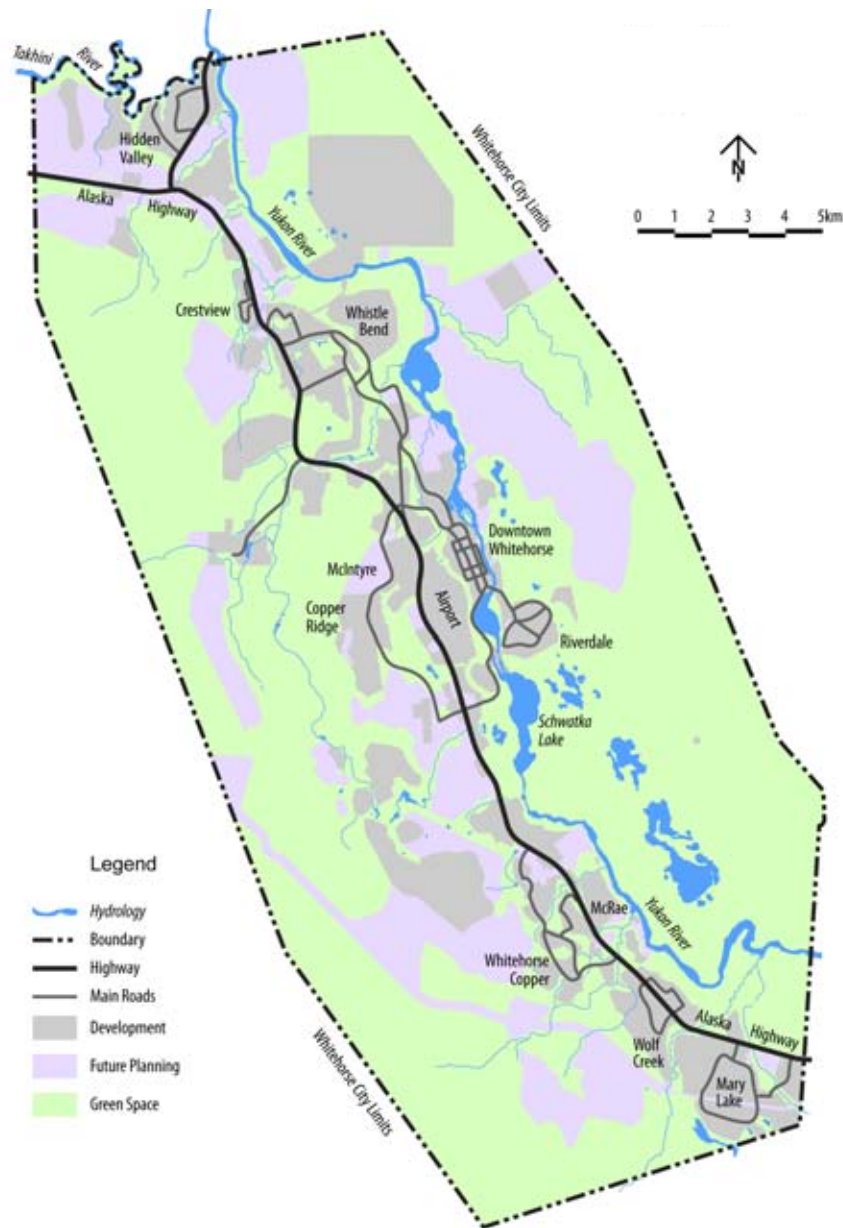 Takhini
River
Hidden
Valley
Alaska
Highway
Yukon River
Whitehorse City Limits
N
0 1 2 3 4 5km
Crestview
Whistle
Bend
Downtown
Whitehorse
McIntyre
Copper
Ridge
Airport
Riverdale
Schwatka
Lake
McRae
Yukon River
Whitehorse
Copper
Alaska
Highway
Wolf
Creek
Mary
Lake
Whitehorse City Limits
Legend
Hydrology
Boundary
Highway
Main Roads
Development
Future Planning
Green Space